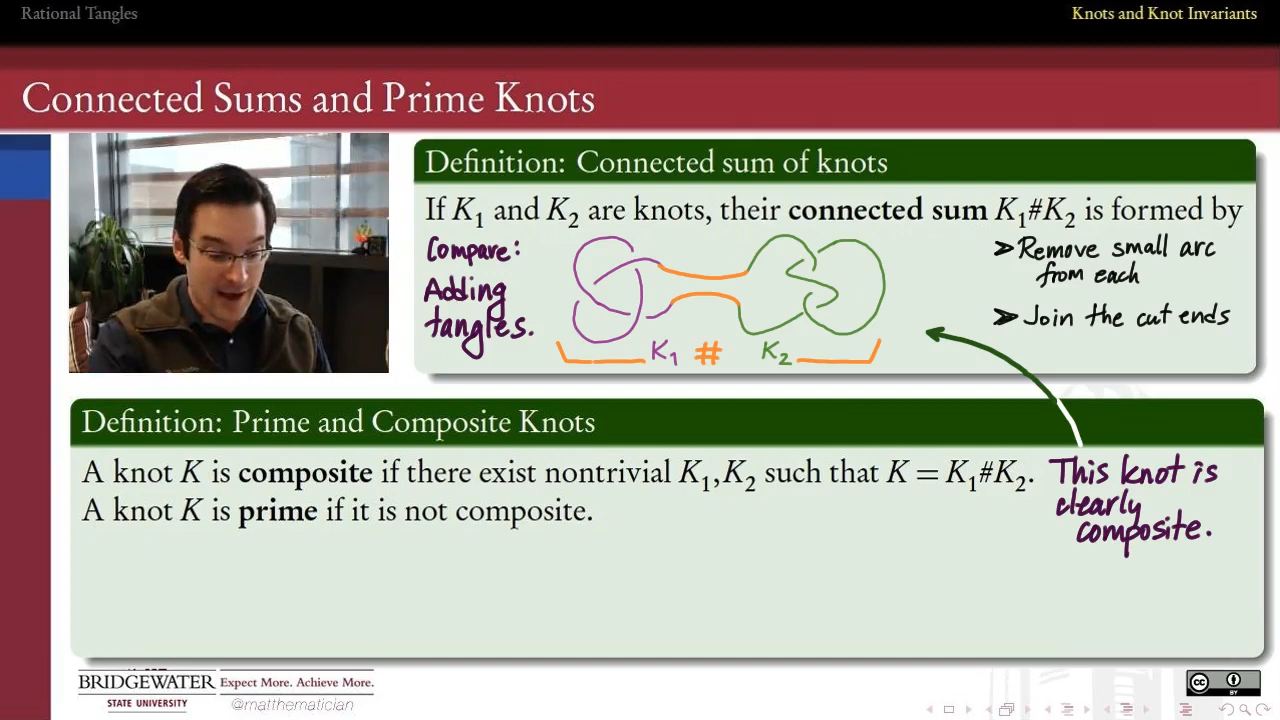 Rational Tangles
Knots and Knot Invariants
Connected Sums and Prime Knots
Definition: Connected sum of knots
If K₁ and K₂ are knots, their connected sum K₁#K₂ is formed by
Compare:
Adding
tangles.
K₁ # K₂
➤ Remove small arc
from each
➤ Join the cut ends
Definition: Prime and Composite Knots
A knot K is composite if there exist nontrivial K₁,K₂ such that K = K₁#K₂.
A knot K is prime if it is not composite.
This knot is
clearly
composite.
BRIDGEWATER
STATE UNIVERSITY
Expect More. Achieve More.
@matthematician
cc
BY